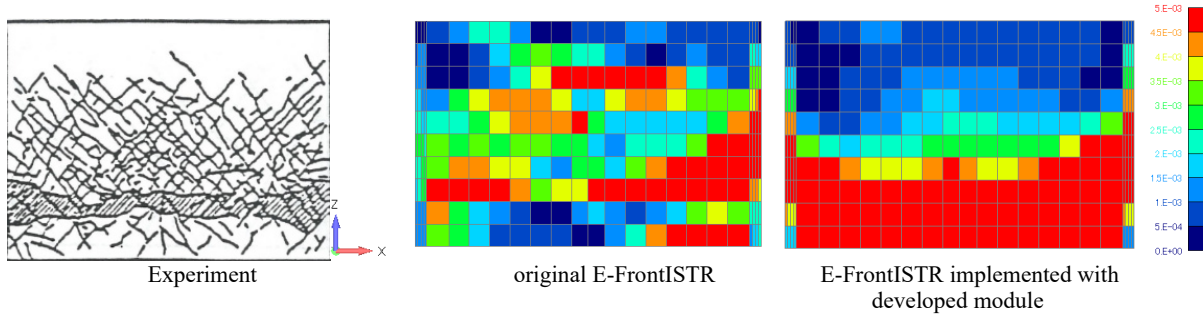 5.E-03
4.5E-03
4.E-03
3.5E-03
3.E-03
2.5E-03
2.E-03
1.5E-03
1.E-03
5.E-04
0.E+00
Z
X
Experiment
original E-FrontISTR
E-FrontISTR implemented with
developed module